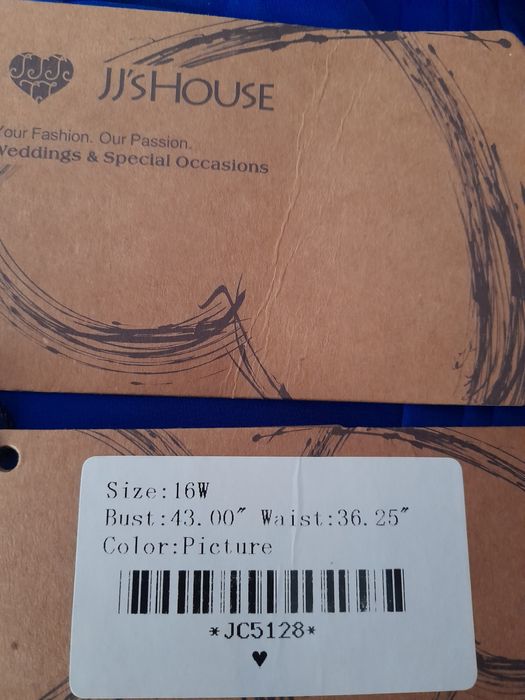 JJ'sHOUSE
Your Fashion. Our Passion.
Weddings & Special Occasions
Size:16W
Bust:43.00" Waist:36.25"
Color:Picture
*JC5128*